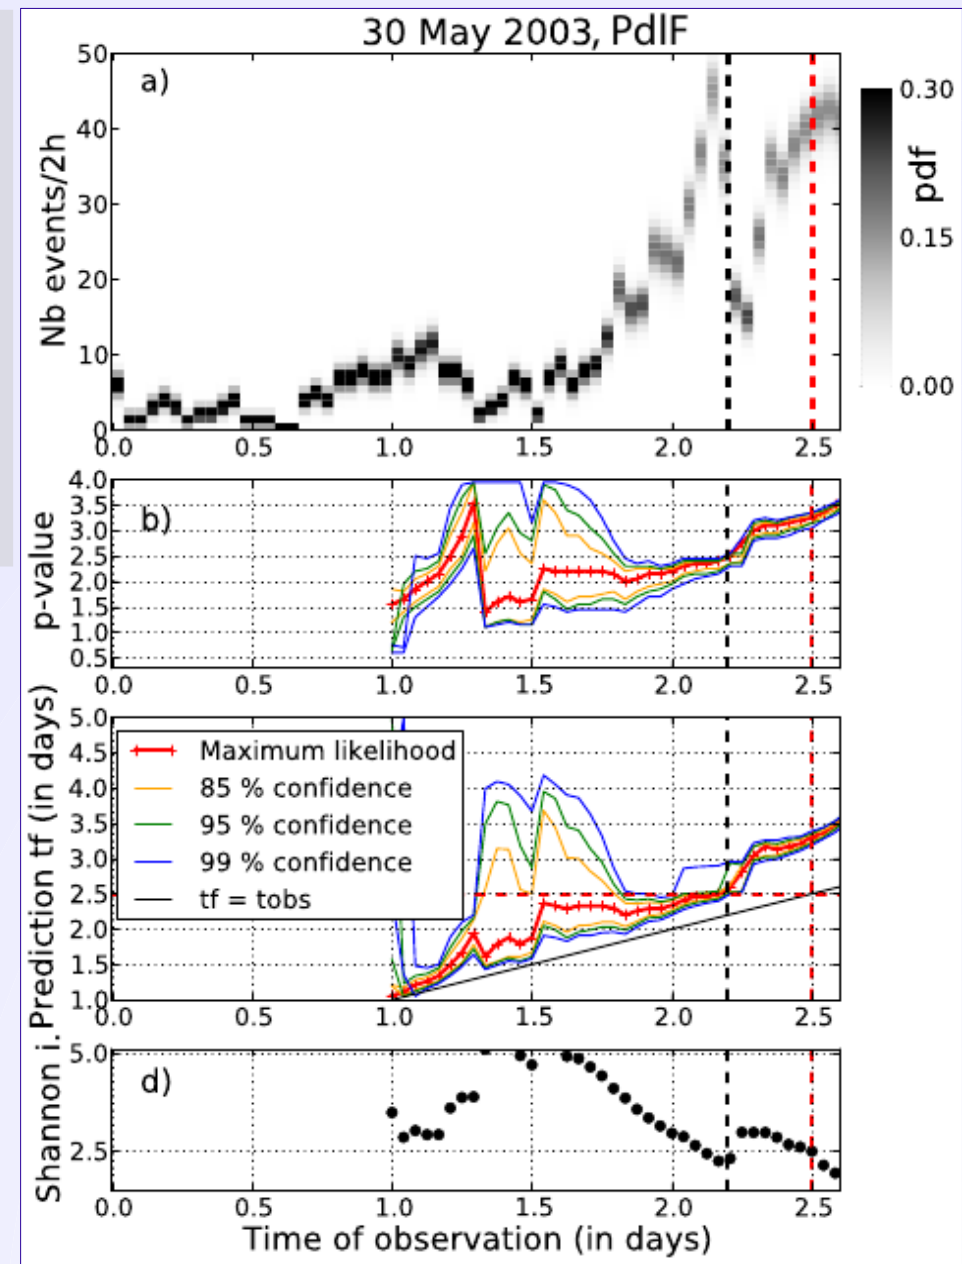 30 May 2003, PdlF
a)
Nb events/2h
50
40
30
20
10
0
0.0 0.5 1.0 1.5 2.0 2.5
0.30
0.15
0.00
pdf
b)
p-value
4.0
3.5
3.0
2.5
2.0
1.5
1.0
0.5
0.0 0.5 1.0 1.5 2.0 2.5
Prediction tf (in days)
5.0
4.5
4.0
3.5
3.0
2.5
2.0
1.5
1.0
Maximum likelihood
85 % confidence
95 % confidence
99 % confidence
tf = tobs
0.0 0.5 1.0 1.5 2.0 2.5
d)
Shannon i.
5.0
2.5
0.0 0.5 1.0 1.5 2.0 2.5
Time of observation (in days)